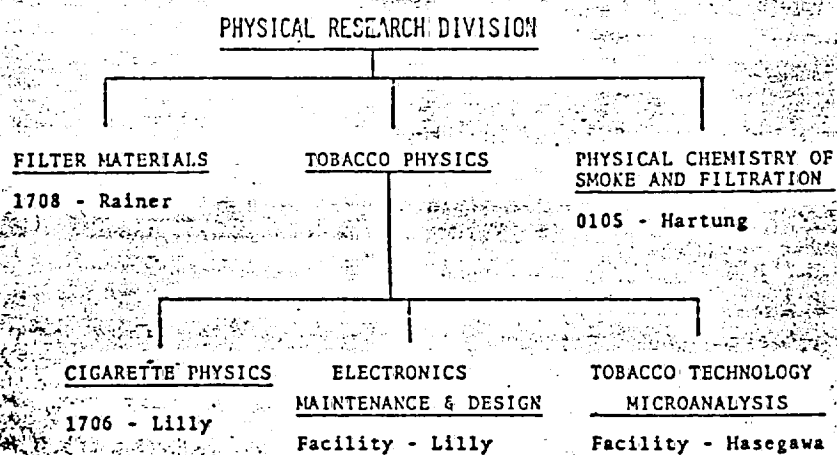 PHYSICAL RESEARCH DIVISION
FILTER MATERIALS
1708 - Rainer
TOBACCO PHYSICS
PHYSICAL CHEMISTRY OF
SMOKE AND FILTRATION
0105 - Hartung
CIGARETTE PHYSICS
1706 - Lilly
ELECTRONICS
MAINTENANCE & DESIGN
Facility - Lilly
TOBACCO TECHNOLOGY
MICROANALYSIS
Facility - Hasegawa